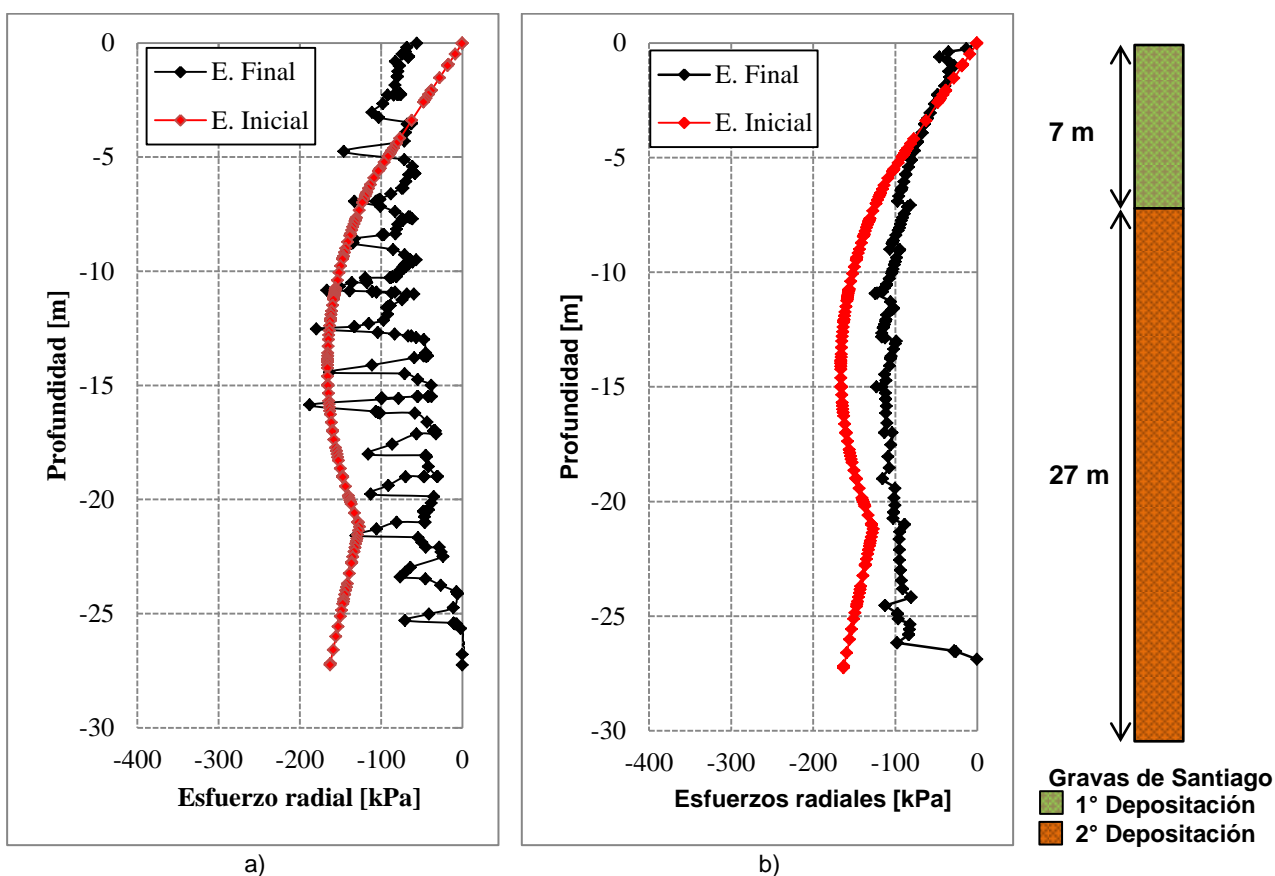 E. Final
E. Inicial
0
-5
-10
-15
-20
-25
-30
Profundidad [m]
-400 -300 -200 -100 0
Esfuerzo radial [kPa]
a)
E. Final
E. Inicial
0
-5
-10
-15
-20
-25
-30
Profundidad [m]
-400 -300 -200 -100 0
Esfuerzos radiales [kPa]
b)
7 m
27 m
Gravas de Santiago
1° Depositación
2° Depositación